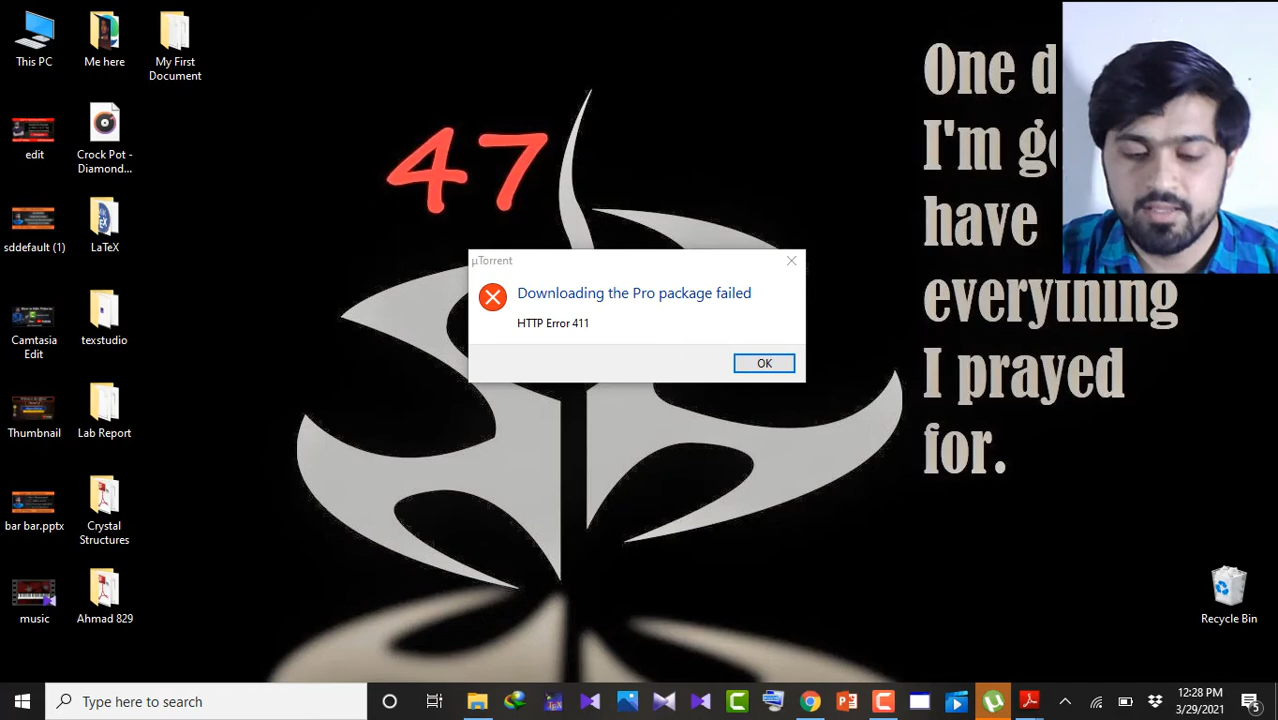 This PC
Me here
My First
Document
edit
Crock Pot -
Diamond...
sddefault (1)
LaTeX
Camtasia
Edit
texstudio
Thumbnail
Lab Report
bar bar.pptx
Crystal
Structures
music
Ahmad 829
47
µTorrent
Downloading the Pro package failed
HTTP Error 411
OK
One d
I'm go
have
everything
I prayed
for.
Recycle Bin
Type here to search
12:28 PM
3/29/2021
5